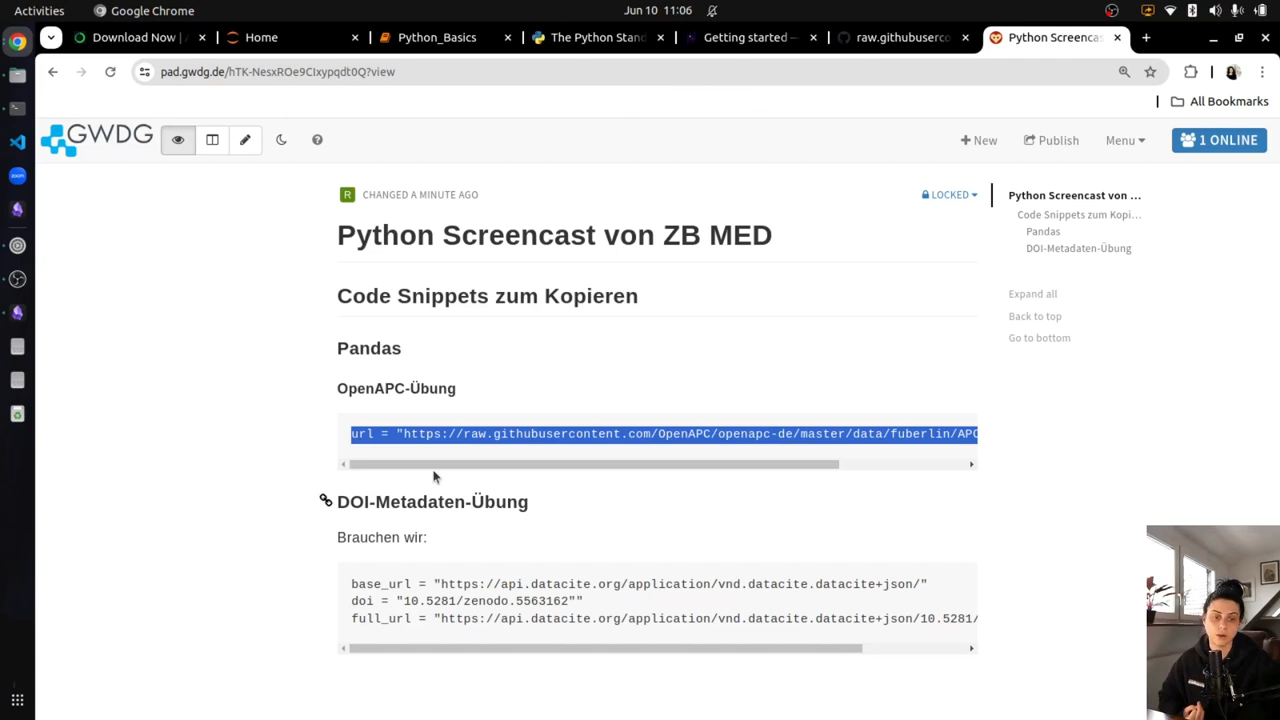 Activities
Google Chrome
Jun 10 11:06
Download Now |
Home
Python_Basics
The Python Stand
Getting started —
raw.githubuserco
Python Screencas
pad.gwdg.de/hTK-NesxROe9CIxypqdt0Q?view
All Bookmarks
GWDG
New
Publish
Menu
1 ONLINE
R CHANGED A MINUTE AGO
LOCKED
Python Screencast von ZB MED
Code Snippets zum Kopieren
Pandas
OpenAPC-Übung
url = "https://raw.githubusercontent.com/OpenAPC/openapc-de/master/data/fuberlin/APC
DOI-Metadaten-Übung
Brauchen wir:
base_url = "https://api.datacite.org/application/vnd.datacite.datacite+json/"
doi = "10.5281/zenodo.5563162""
full_url = "https://api.datacite.org/application/vnd.datacite.datacite+json/10.5281/
Python Screencast von ...
Code Snippets zum Kopi...
Pandas
DOI-Metadaten-Übung
Expand all
Back to top
Go to bottom
zoom